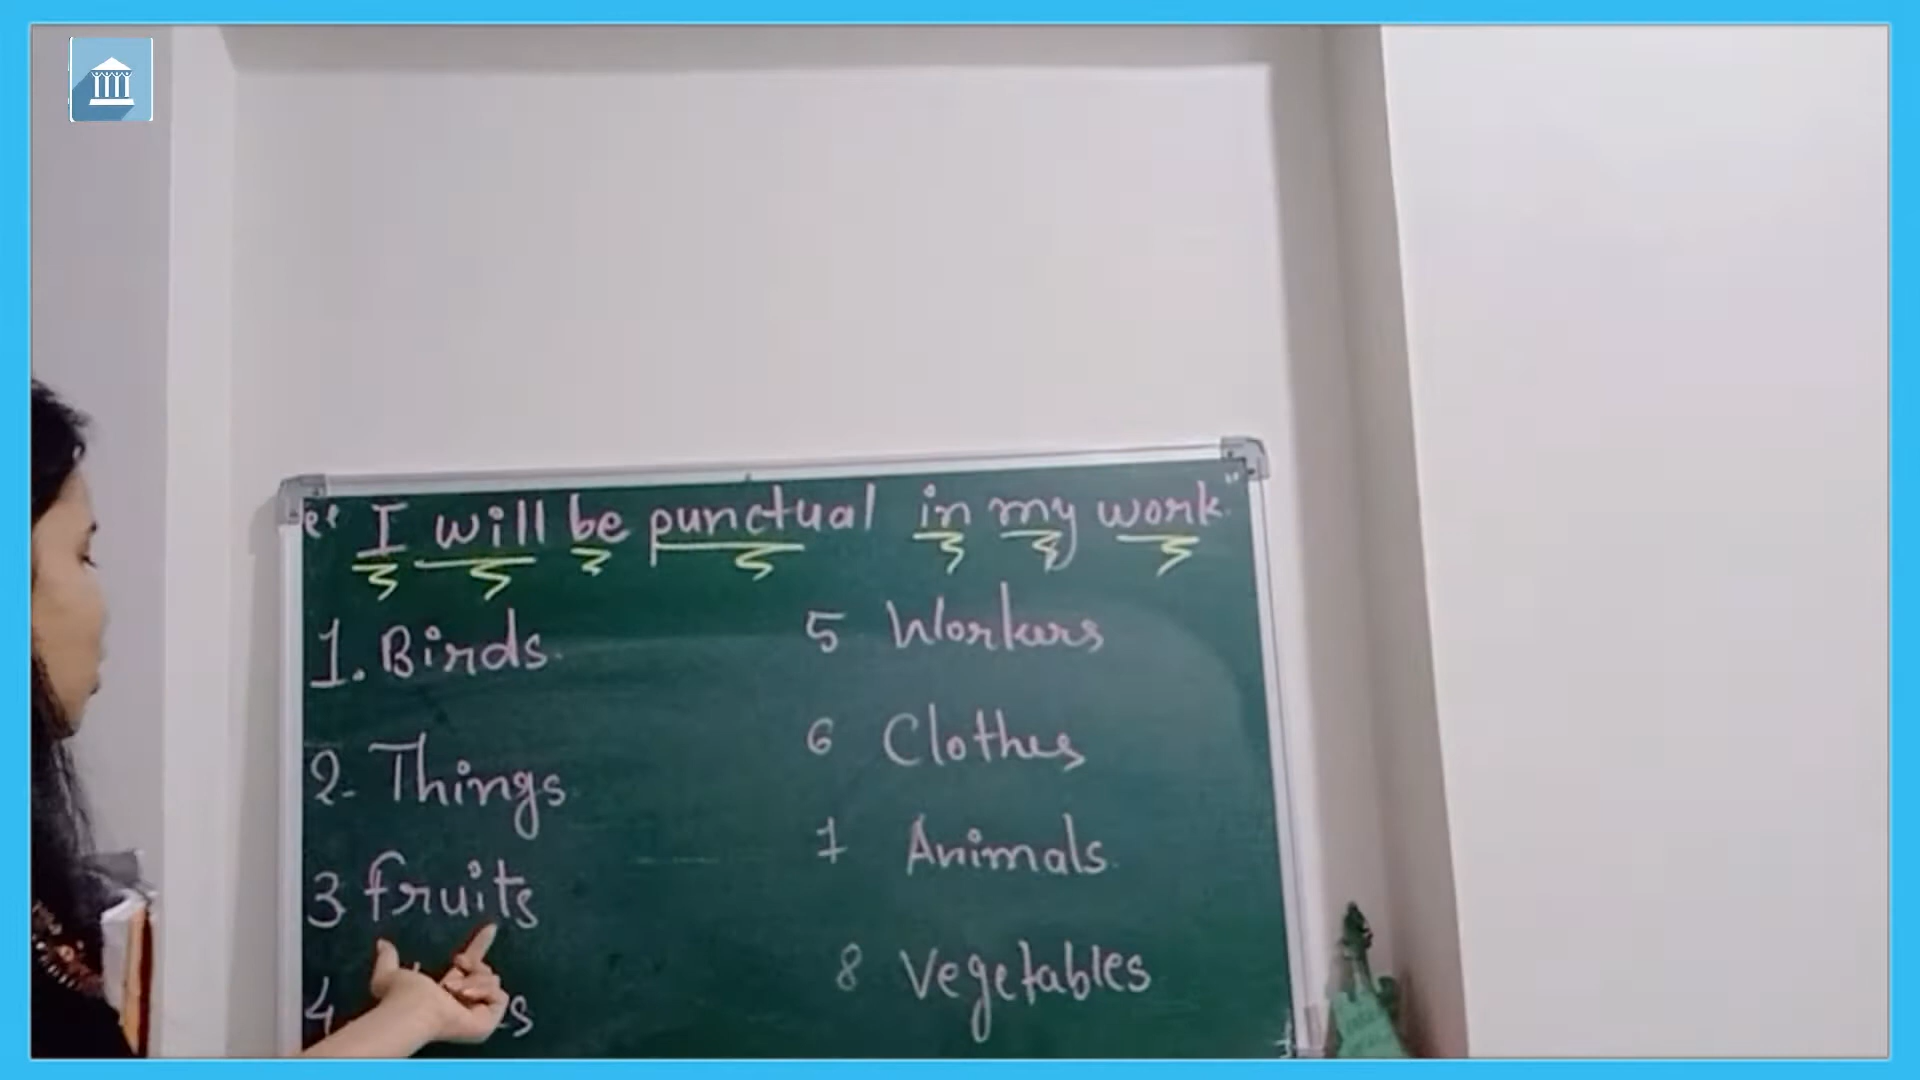 "I will be punctual in my work."
1. Birds.
2- Things
3 fruits
4.
5 Workers
6 Clothes
7 Animals.
8 Vegetables